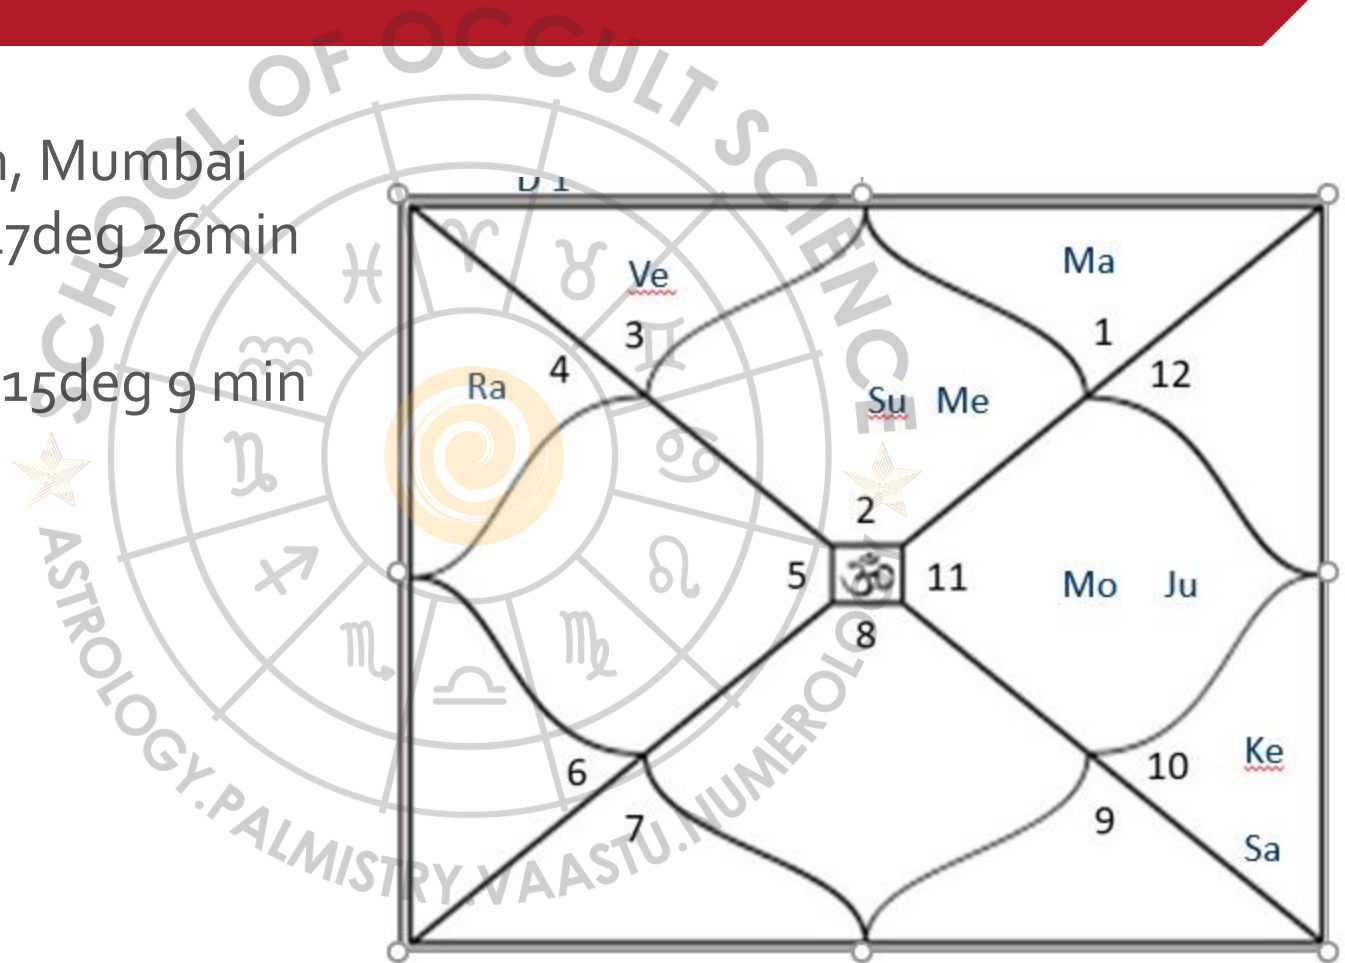 SCHOOL OF OCCULT SCIENCE
ASTROLOGY.PALMISTRY.VAASTU.NUMEROLOGY
, Mumbai
7deg 26min
15deg 9 min
D 1
Ve
3
4
Ra
Ma
1
12
Su Me
2
5
ॐ
11
Mo Ju
8
6
7
10
Ke
9
Sa